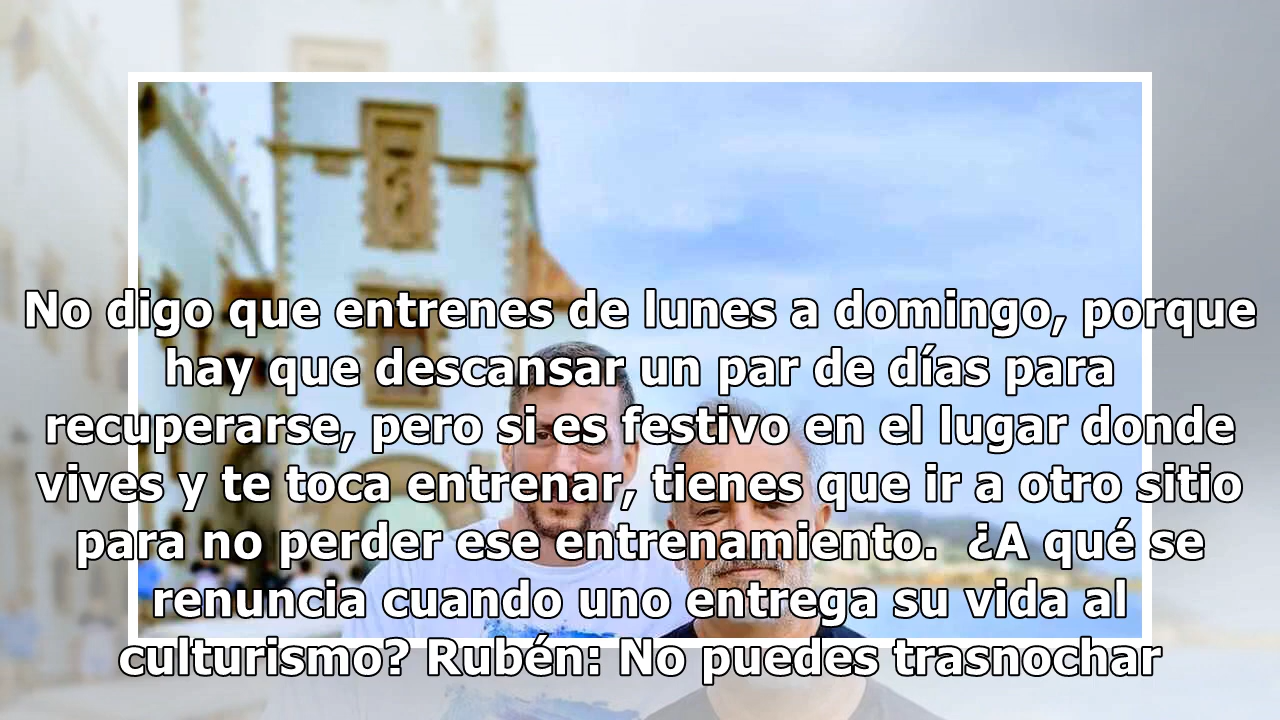 No digo que entrenes de lunes a domingo, porque
hay que descansar un par de días para
recuperarse, pero si es festivo en el lugar donde
vives y te toca entrenar, tienes que ir a otro sitio
para no perder ese entrenamiento.  ¿A qué se
renuncia cuando uno entrega su vida al
culturismo? Rubén: No puedes trasnochar